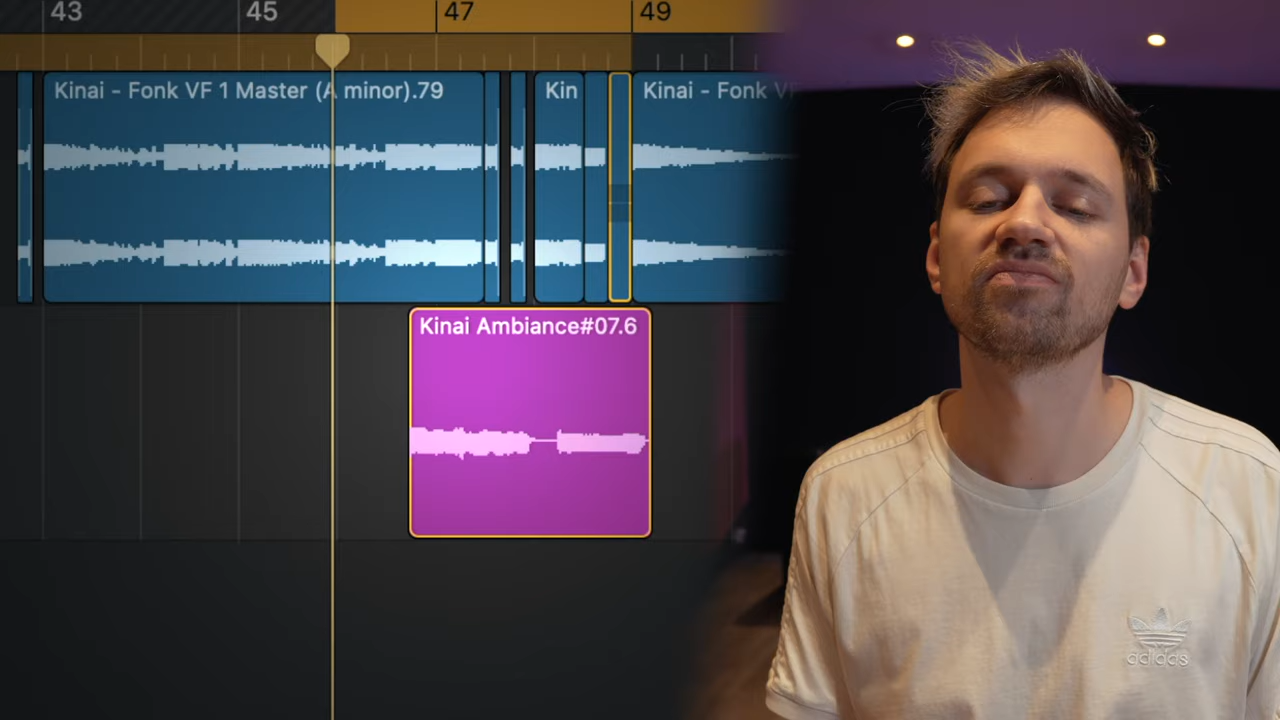 43
45
47
49
Kinai - Fonk VF 1 Master (A minor).79
Kin
Kinai - Fonk VF
Kinai Ambiance#07.6
adidas